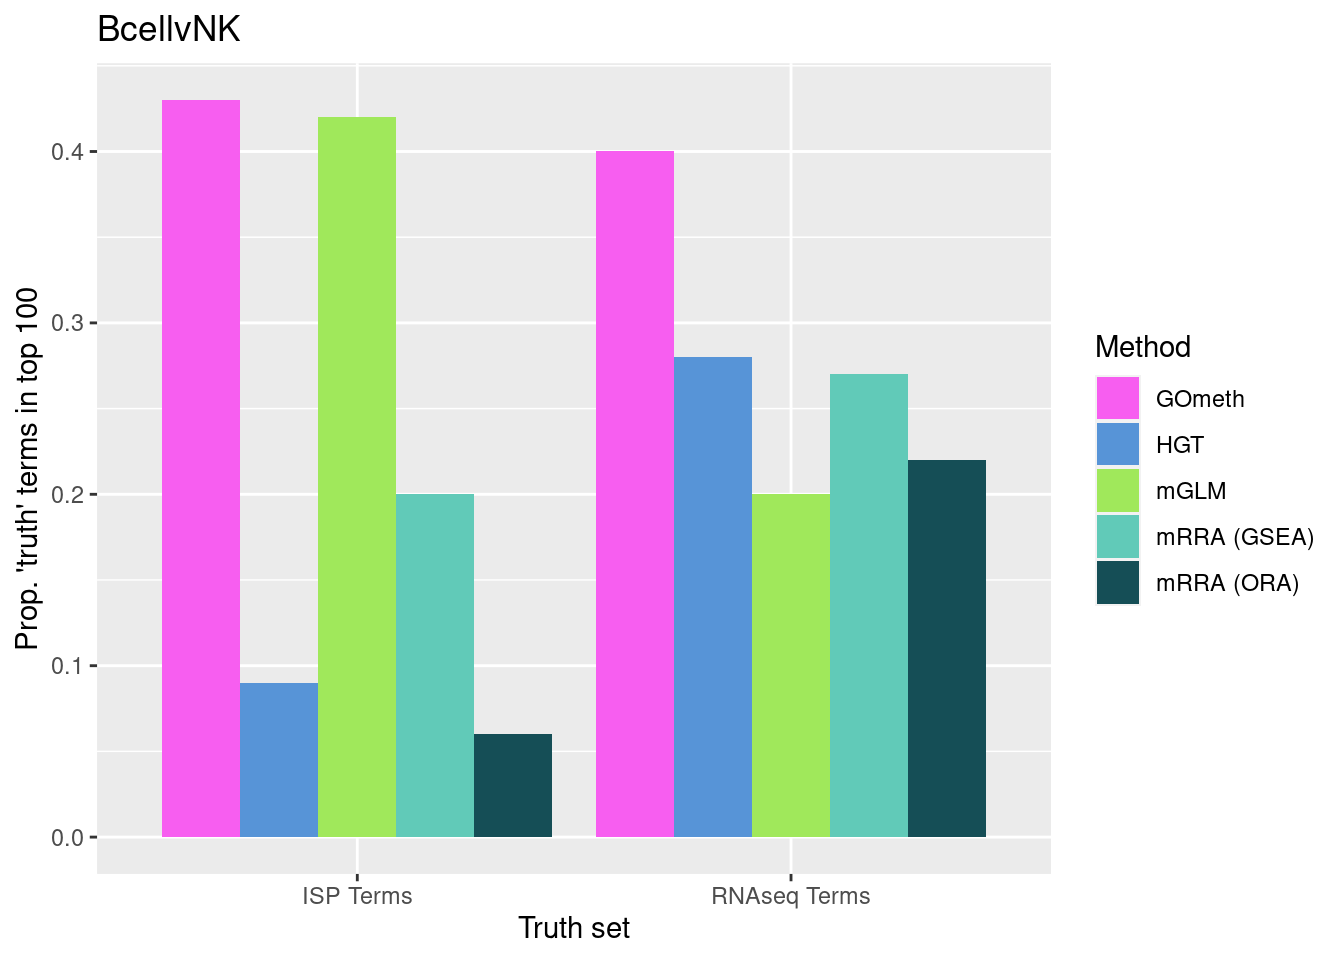 BcellvNK
Prop. 'truth' terms in top 100
0.4
0.3
0.2
0.1
0.0
ISP Terms
RNAseq Terms
Truth set
Method
GOmeth
HGT
mGLM
mRRA (GSEA)
mRRA (ORA)